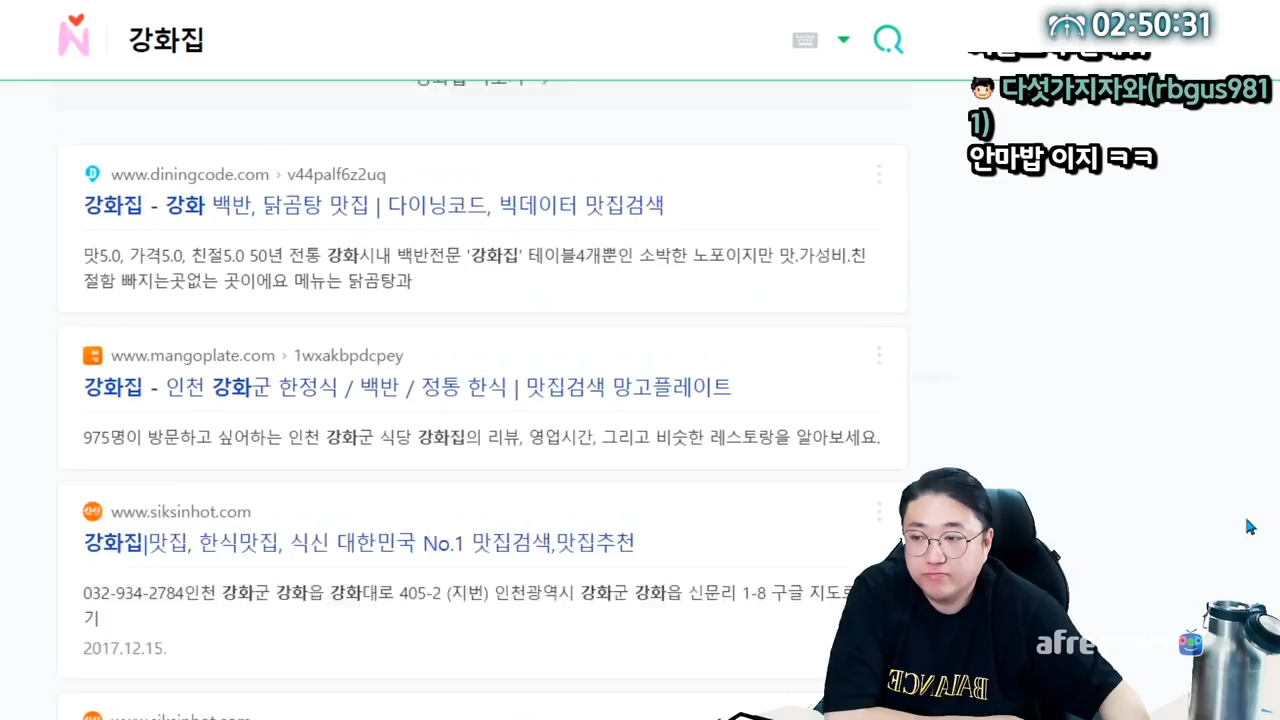 강화집
02:50:31
다섯가지자와(rbgus981
1)
안마밥 이지 ㅋㅋ
www.diningcode.com › v44palf6z2uq
강화집 - 강화 백반, 닭곰탕 맛집 | 다이닝코드, 빅데이터 맛집검색
맛5.0, 가격5.0, 친절5.0 50년 전통 강화시내 백반전문 '강화집' 테이블4개뿐인 소박한 노포이지만 맛.가성비.친
절함 빠지는곳없는 곳이에요 메뉴는 닭곰탕과
www.mangoplate.com › 1wxakbpdcpey
강화집 - 인천 강화군 한정식 / 백반 / 정통 한식 | 맛집검색 망고플레이트
975명이 방문하고 싶어하는 인천 강화군 식당 강화집의 리뷰, 영업시간, 그리고 비슷한 레스토랑을 알아보세요.
www.siksinhot.com
강화집|맛집, 한식맛집, 식신 대한민국 No.1 맛집검색,맛집추천
032-934-2784인천 강화군 강화읍 강화대로 405-2 (지번) 인천광역시 강화군 강화읍 신문리 1-8 구글 지도로
기
2017.12.15.
BALANCE